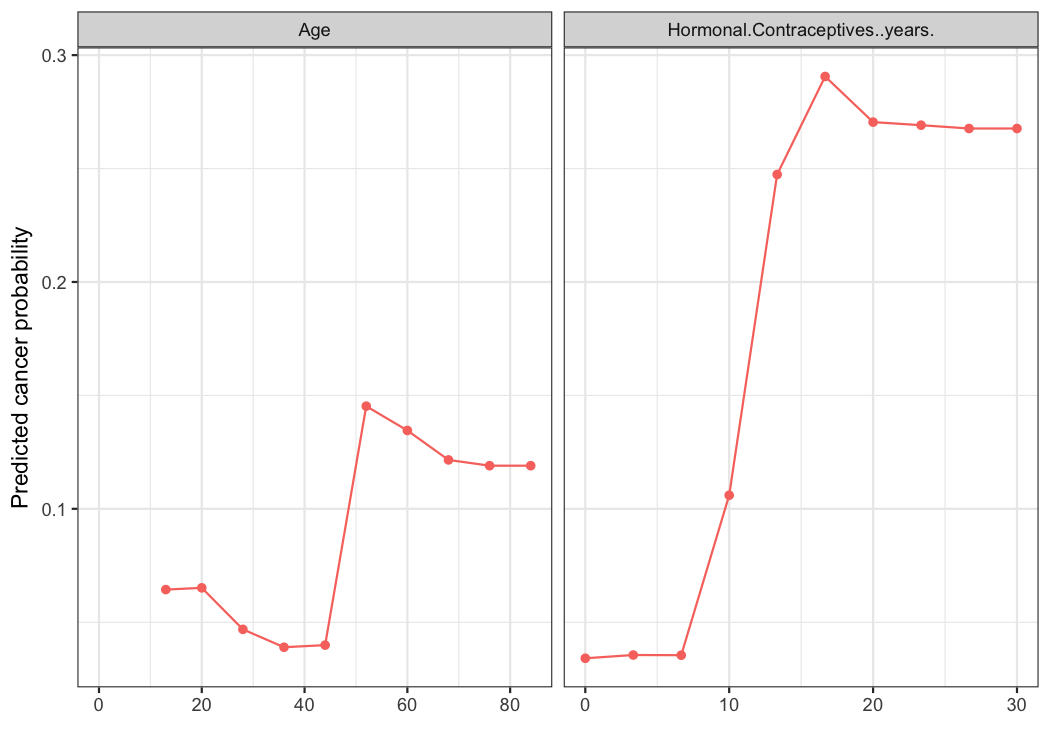 Age
Hormonal.Contraceptives..years.
Predicted cancer probability
0.3
0.2
0.1
0 20 40 60 80
0 10 20 30